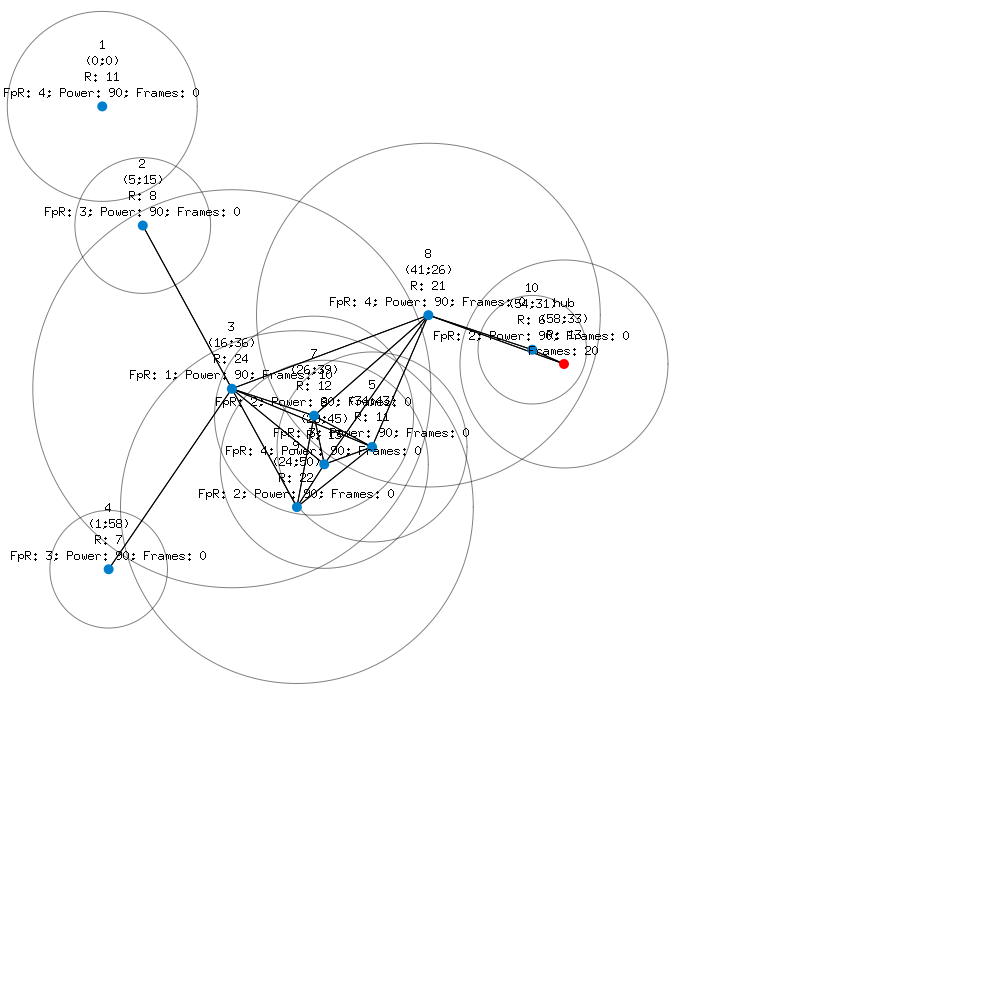 1
(0;0)
R: 11
FpR: 4; Power: 90; Frames: 0
2
(5;15)
R: 8
FpR: 3; Power: 90; Frames: 0
8
(41;26)
R: 21
FpR: 4; Power: 90; Frames: 0
10
(54;31)
R: 6
FpR: 2; Power: 90; Frames: 0
hub
(58;33)
R: 13
Frames: 20
3
(16;36)
R: 24
FpR: 1; Power: 90; Frames: 10
7
(26;39)
R: 12
FpR: 2; Power: 80; Frames: 0
5
(34;43)
R: 11
FpR: 3; Power: 90; Frames: 0
FpR: 4; Power: 90; Frames: 0
9
(24;50)
R: 22
FpR: 2; Power: 90; Frames: 0
4
(1;58)
R: 7
FpR: 3; Power: 90; Frames: 0